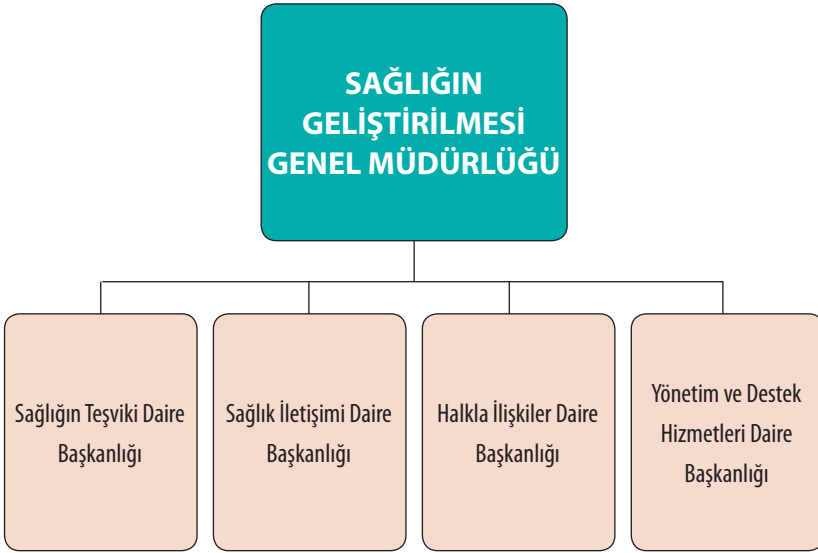 SAĞLIĞIN
GELİŞTİRİLMESİ
GENEL MÜDÜRLÜĞÜ
Sağlığın Teşviki Daire
Başkanlığı
Sağlık İletişimi Daire
Başkanlığı
Halkla İlişkiler Daire
Başkanlığı
Yönetim ve Destek
Hizmetleri Daire
Başkanlığı